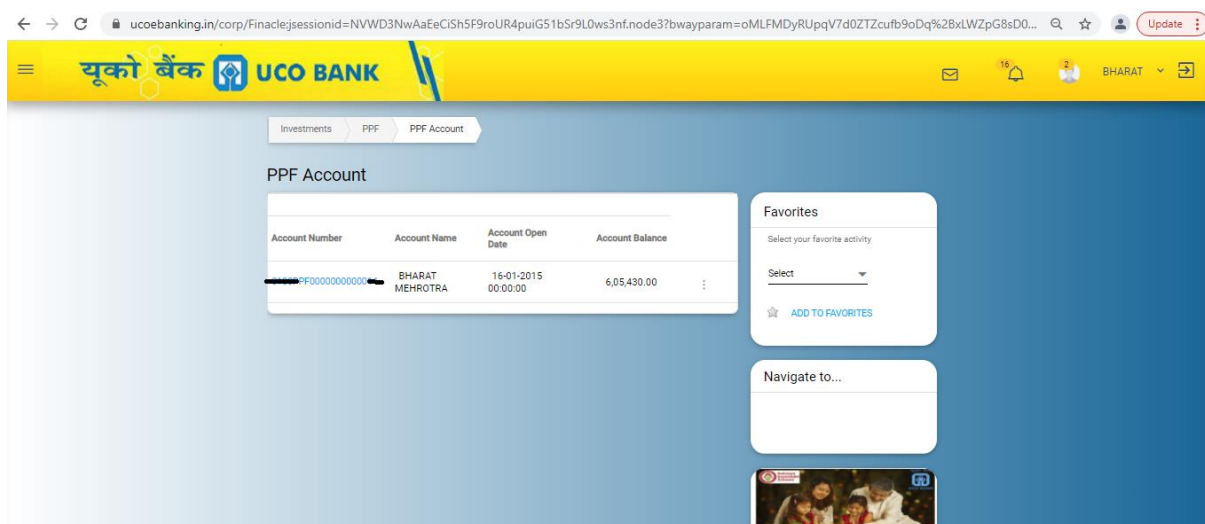 ucoebanking.in/corp/Finacle;jsessionid=NVWD3NwAaEeCiSh5F9roUR4puiG51bSr9L0ws3nf.node3?bwayparam=oMLFMDyRUpqV7d0ZTZcufb9oDq%2BxLWZpG8sD0...
Update
यूको बैंक UCO BANK
16
2
BHARAT
Investments PPF PPF Account
PPF Account
Account Number Account Name Account Open Date Account Balance
PF00000000000 BHARAT MEHROTRA 16-01-2015 00:00:00 6,05,430.00
Favorites
Select your favorite activity
Select
ADD TO FAVORITES
Navigate to...